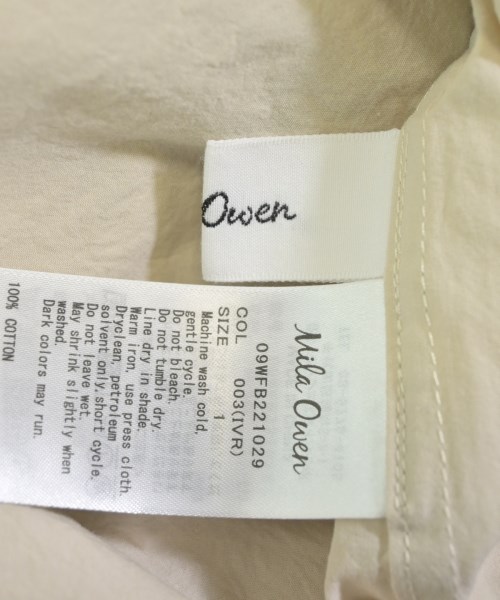 Owen
Mila Owen
09WFB221029
COL 003(IVR)
SIZE 1
Machine wash cold,
gentle cycle.
Do not bleach.
Do not tumble dry.
Line dry in shade.
Warm iron, use press cloth.
Dryclean, petroleum
solvent only,short cycle.
Do not leave wet.
May shrink slightly when
washed.
Dark colors may run.
100% COTTON